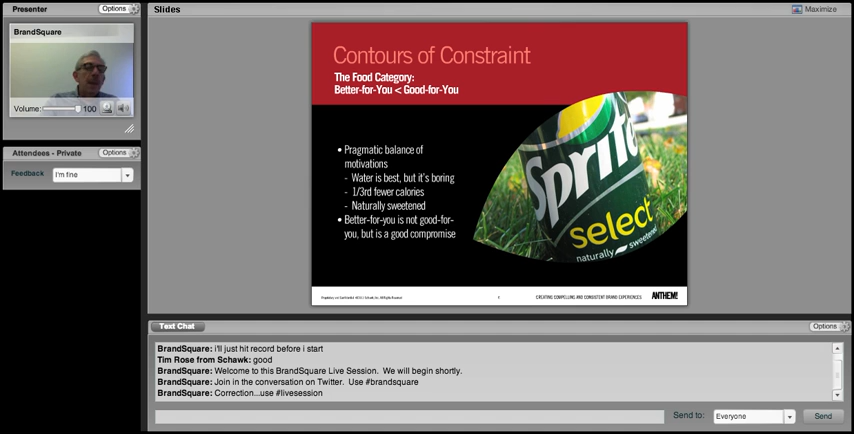 Presenter
Options
BrandSquare
Volume:
100
Attendees - Private
Options
Feedback
I'm fine
Slides
Maximize
Contours of Constraint
The Food Category:
Better-for-You < Good-for-You
• Pragmatic balance of
motivations
- Water is best, but it's boring
- 1/3rd fewer calories
- Naturally sweetened
• Better-for-you is not good-for-
you, but is a good compromise
Sprite
select
naturally sweetened
CREATING COMPELLING AND CONSISTENT BRAND EXPERIENCES
ANTHEM!
Text Chat
Options
BrandSquare: i'll just hit record before i start
Tim Rose from Schawk: good
BrandSquare: Welcome to this BrandSquare Live Session. We will begin shortly.
BrandSquare: Join in the conversation on Twitter. Use #brandsquare
BrandSquare: Correction...use #livesession
Send to:
Everyone
Send